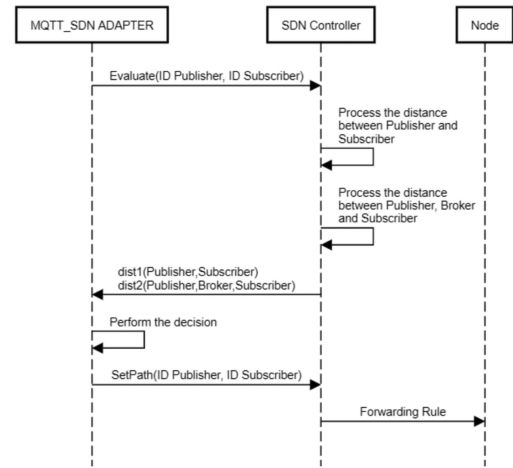 MQTT_SDN ADAPTER
SDN Controller
Node
Evaluate(ID Publisher, ID Subscriber)
Process the distance
between Publisher and
Subscriber
Process the distance
between Publisher, Broker
and Subscriber
dist1(Publisher,Subscriber)
dist2(Publisher,Broker,Subscriber)
Perform the decision
SetPath(ID Publisher, ID Subscriber)
Forwarding Rule